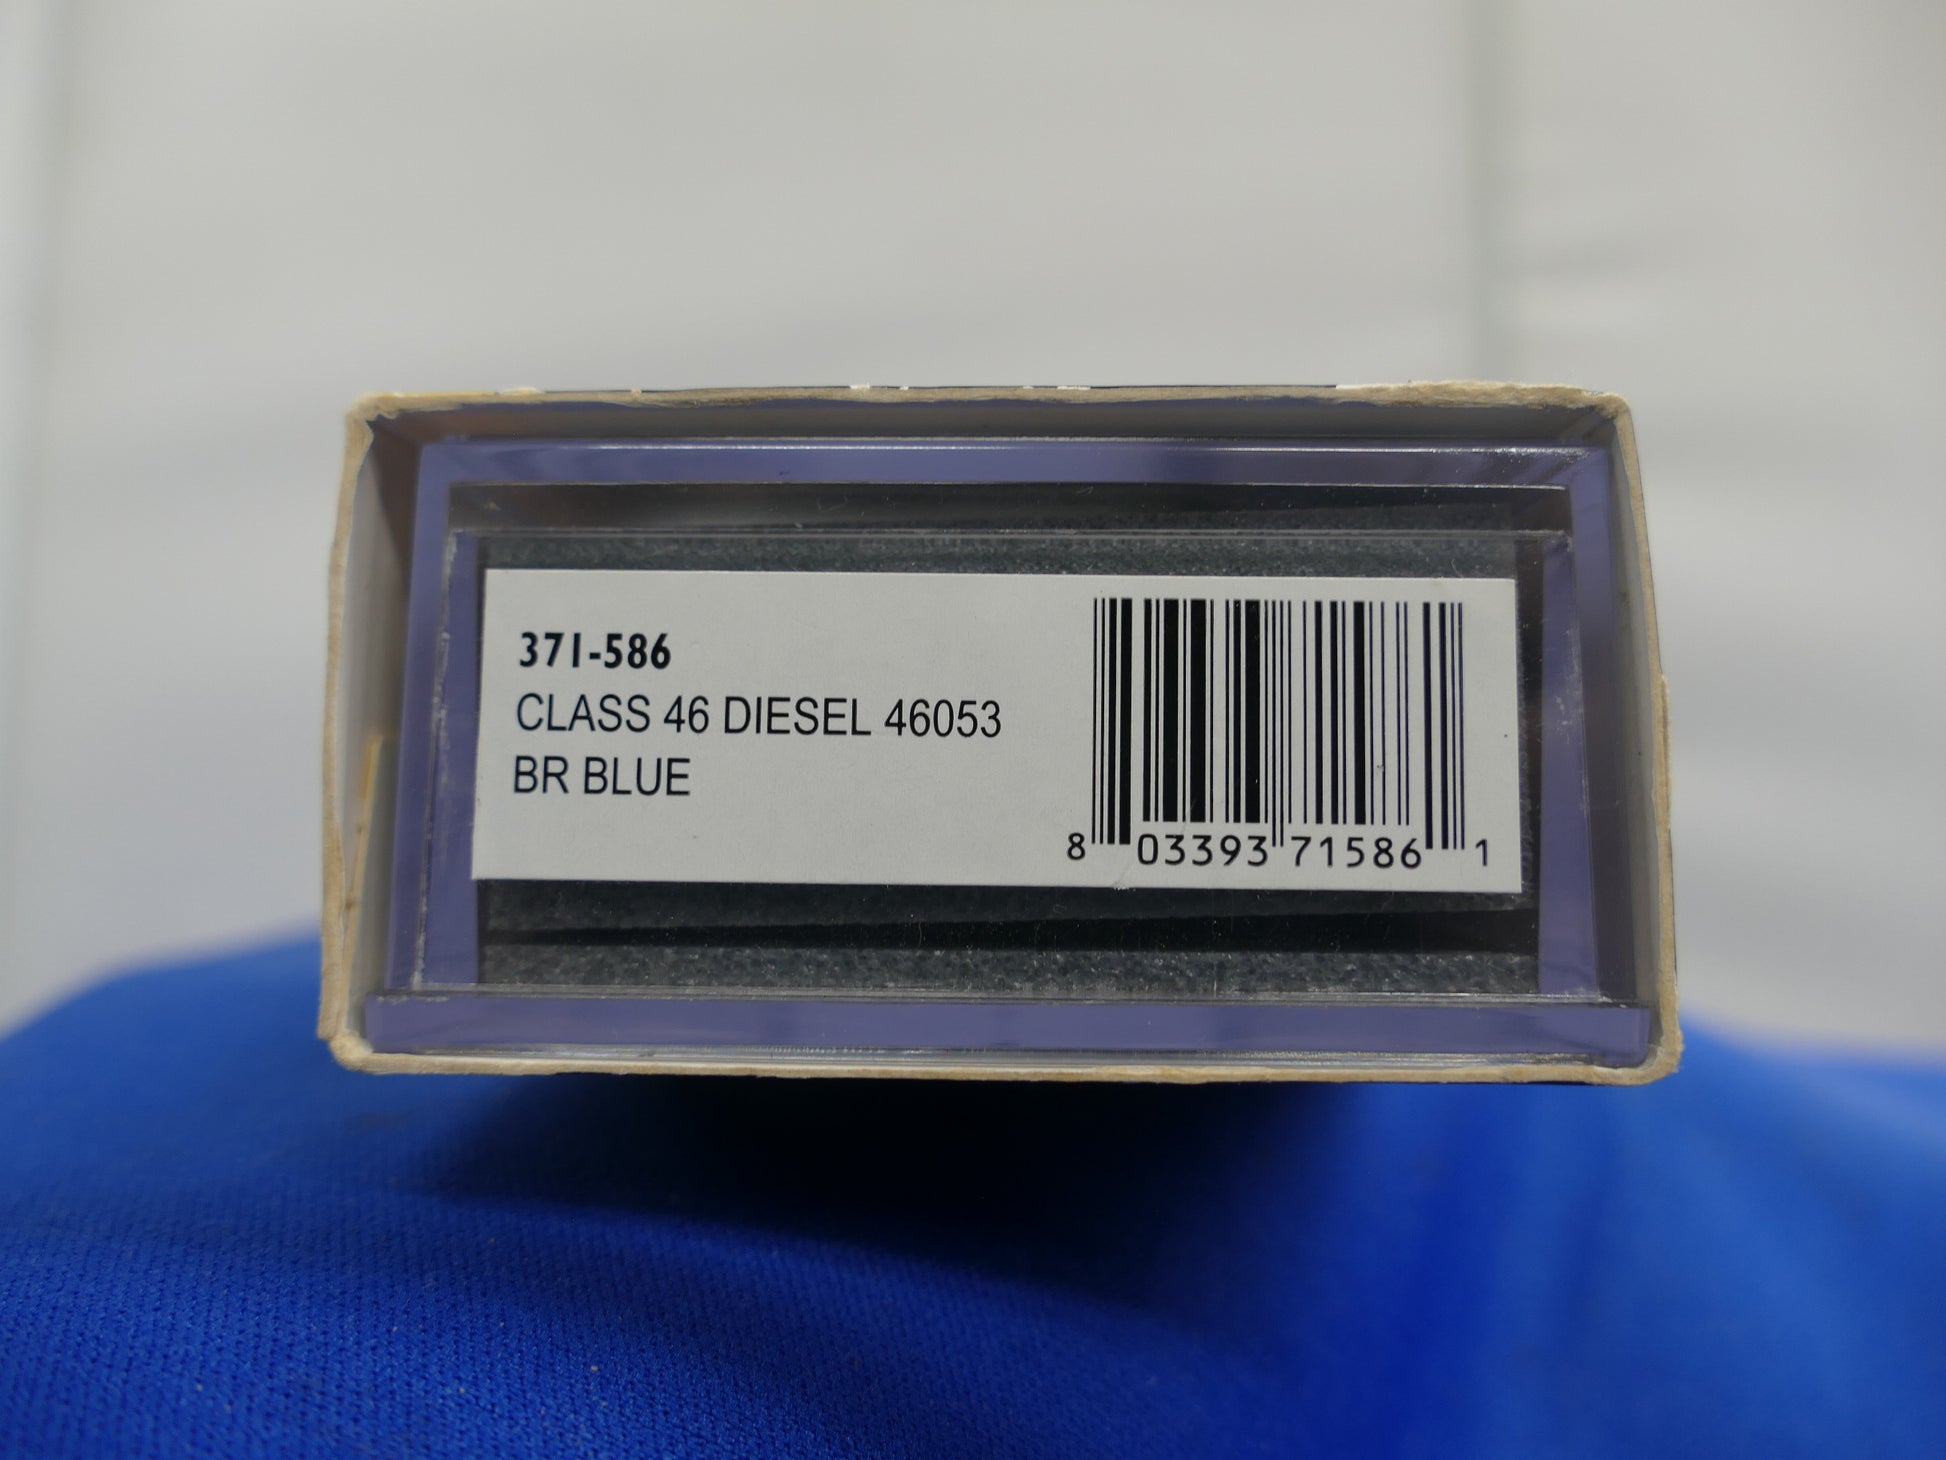 371-586
CLASS 46 DIESEL 46053
BR BLUE
8 03393 71586 1